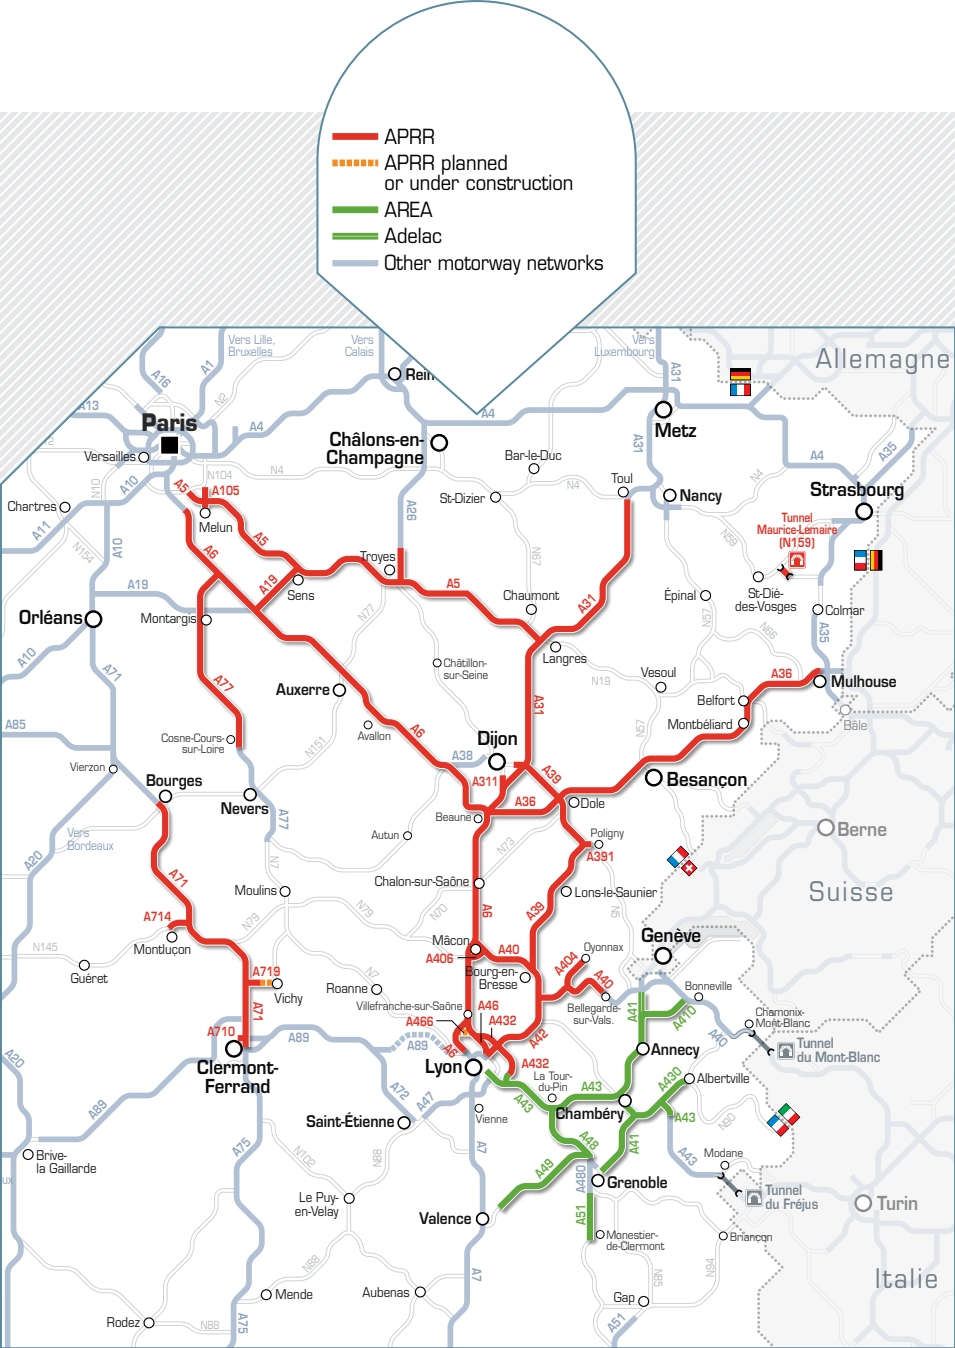 APRR
APRR planned
or under construction
AREA
Adelac
Other motorway networks
Vers Lille,
Bruxelles
Vers
Calais
Vers
Luxembourg
Allemagne
A16
A1
N2
A31
Reim
A13
Paris
A4
A4
Metz
Châlons-en-
Champagne
A31
A35
Versailles
N104
N4
Bar-le-Duc
A4
N4
N10
A10
A5
A105
Toul
N4
Nancy
Strasbourg
Chartres
St-Dizier
A26
Melun
Tunnel
Maurice-Lemaire
(N159)
A11
N154
A10
A6
A5
N59
N67
Troyes
A19
A19
Sens
A5
Chaumont
A31
Épinal
St-Dié-
des-Vosges
Colmar
Orléans
Montargis
N77
N57
N66
A35
A10
A71
Langres
Châtillon-
sur-Seine
Vesoul
A77
Auxerre
N19
A36
Mulhouse
A31
Belfort
Bâle
A85
Cosne-Cours-
sur-Loire
Avallon
A6
Montbéliard
N57
N151
A38
Dijon
Vierzon
Bourges
Nevers
A311
A39
Besançon
A36
Dole
A77
Beaune
Vers
Bordeaux
Autun
N73
Poligny
Berne
A20
N7
A391
Suisse
A71
Chalon-sur-Saône
Moulins
Lons-le-Saunier
A714
N79
N79
N70
A6
A39
N5
Montluçon
Mâcon
A40
Genève
N145
A406
Oyonnax
Guéret
A719
N7
Bourg-en-
Bresse
A404
A40
Vichy
Roanne
Bonneville
Villefranche-sur-Saône
A46
Bellegarde-
sur-Vals.
A41
A410
A71
A466
A432
Chamonix-
Mont-Blanc
A710
A89
A89
A6
A42
A40
Tunnel
du Mont-Blanc
Annecy
A20
Clermont-
Ferrand
Lyon
A432
La Tour-
du-Pin
A43
A430
Albertville
A89
A72
A47
A43
Chambéry
A43
Saint-Étienne
Vienne
N90
A75
A7
A48
A41
Brive-
la Gaillarde
N102
N88
A49
A43
Modane
A480
Grenoble
Tunnel
du Fréjus
Le Puy-
en-Velay
Turin
Valence
A51
Monestier-
de-Clermont
Briançon
N88
A7
N85
N94
Italie
Mende
Aubenas
Gap
Rodez
N88
A75
A51